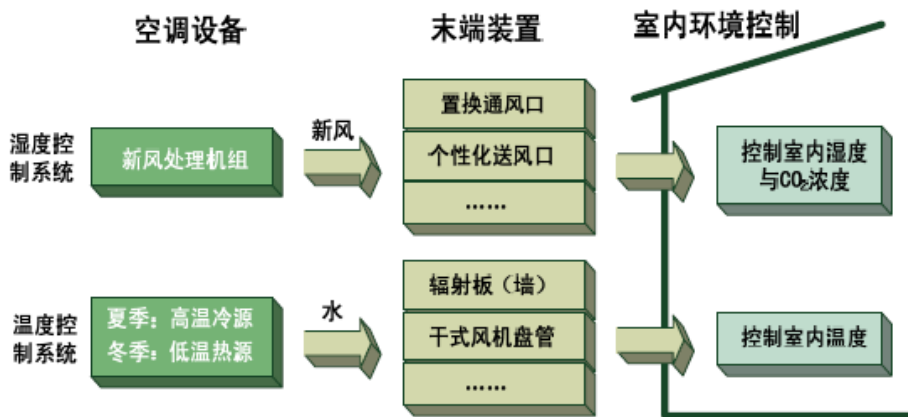 空调设备
末端装置
室内环境控制
湿度控
制系统
新风处理机组
新风
置换通风口
个性化送风口
……
控制室内湿度
与CO₂浓度
温度控
制系统
夏季：高温冷源
冬季：低温热源
水
辐射板（墙）
干式风机盘管
……
控制室内温度